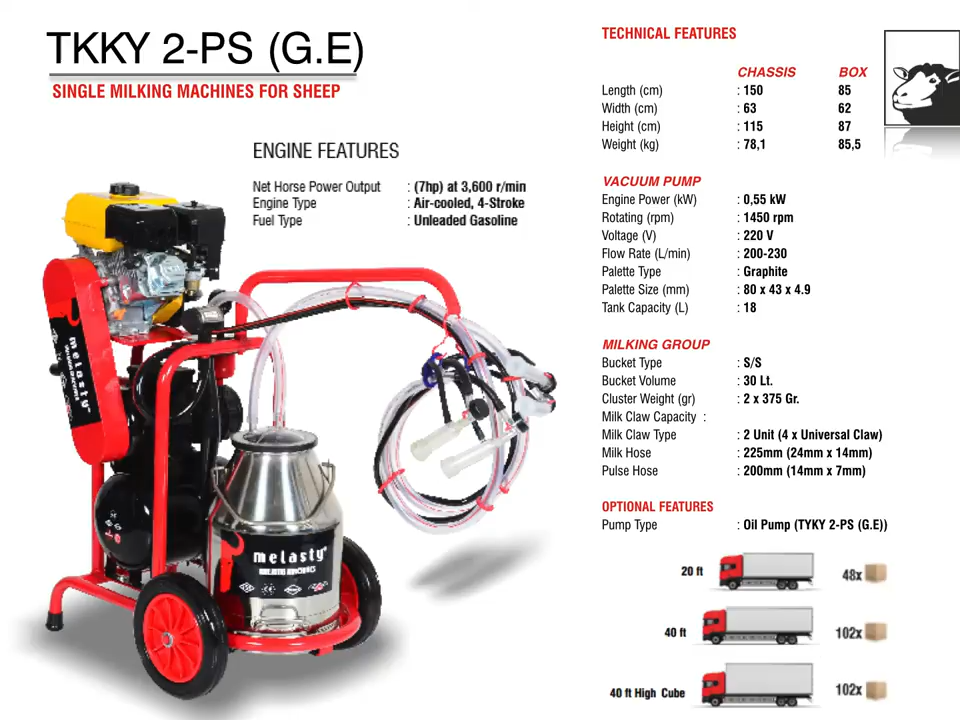 TKKY 2-PS (G.E)
SINGLE MILKING MACHINES FOR SHEEP
ENGINE FEATURES
Net Horse Power Output : (7hp) at 3,600 r/min
Engine Type : Air-cooled, 4-Stroke
Fuel Type : Unleaded Gasoline
melasty
melasty
MILKING MACHINES
TECHNICAL FEATURES
CHASSIS BOX
Length (cm) : 150 85
Width (cm) : 63 62
Height (cm) : 115 87
Weight (kg) : 78,1 85,5
VACUUM PUMP
Engine Power (kW) : 0,55 kW
Rotating (rpm) : 1450 rpm
Voltage (V) : 220 V
Flow Rate (L/min) : 200-230
Palette Type : Graphite
Palette Size (mm) : 80 x 43 x 4.9
Tank Capacity (L) : 18
MILKING GROUP
Bucket Type : S/S
Bucket Volume : 30 Lt.
Cluster Weight (gr) : 2 x 375 Gr.
Milk Claw Capacity :
Milk Claw Type : 2 Unit (4 x Universal Claw)
Milk Hose : 225mm (24mm x 14mm)
Pulse Hose : 200mm (14mm x 7mm)
OPTIONAL FEATURES
Pump Type : Oil Pump (TYKY 2-PS (G.E))
20 ft 48x
40 ft 102x
40 ft High Cube 102x